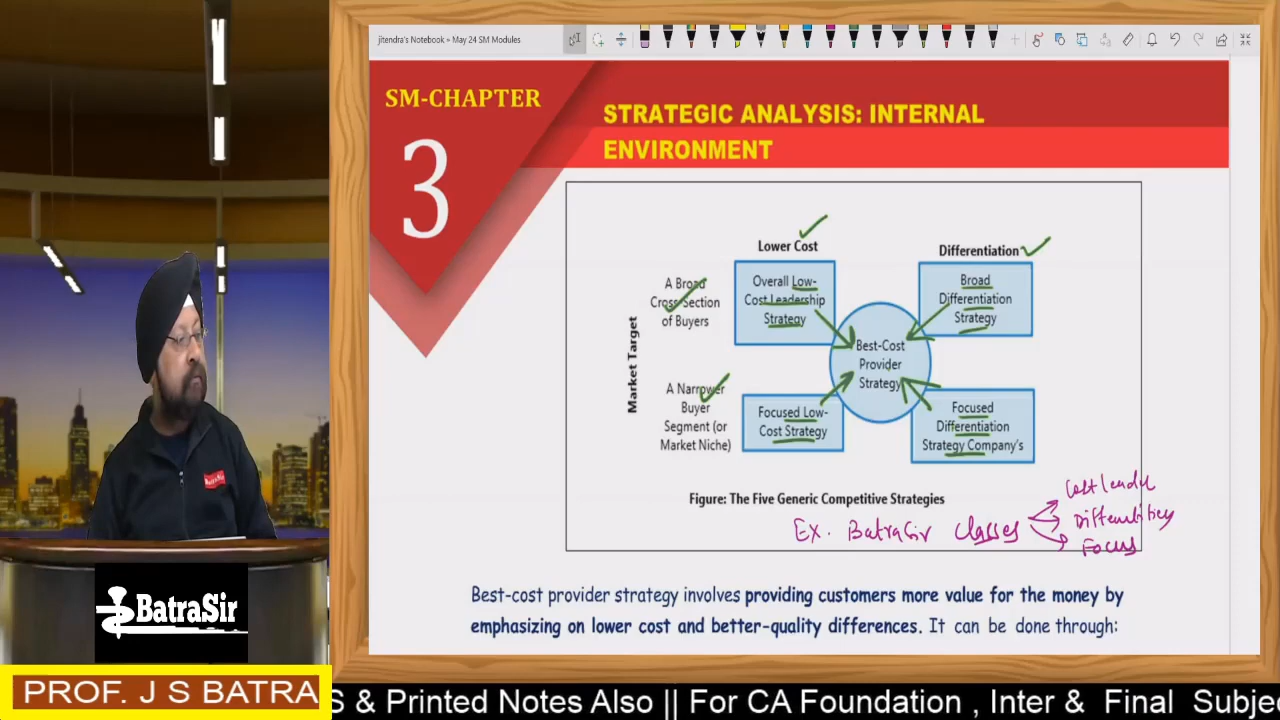 jitendra's Notebook » May 24 SM Modules
SM-CHAPTER
3
STRATEGIC ANALYSIS: INTERNAL
ENVIRONMENT
Lower Cost
Differentiation
Market Target
A Broad
Cross Section
of Buyers
Overall Low-
Cost Leadership
Strategy
Broad
Differentiation
Strategy
Best-Cost
Provider
Strategy
A Narrower
Buyer
Segment (or
Market Niche)
Focused Low-
Cost Strategy
Focused
Differentiation
Strategy Company's
Figure: The Five Generic Competitive Strategies
Ex. BatraSir Classes
Cost leader
Focus
Best-cost provider strategy involves providing customers more value for the money by
emphasizing on lower cost and better-quality differences. It can be done through:
BatraSir
BatraSir
PROF. J S BATRA
S & Printed Notes Also || For CA Foundation , Inter & Final Subje